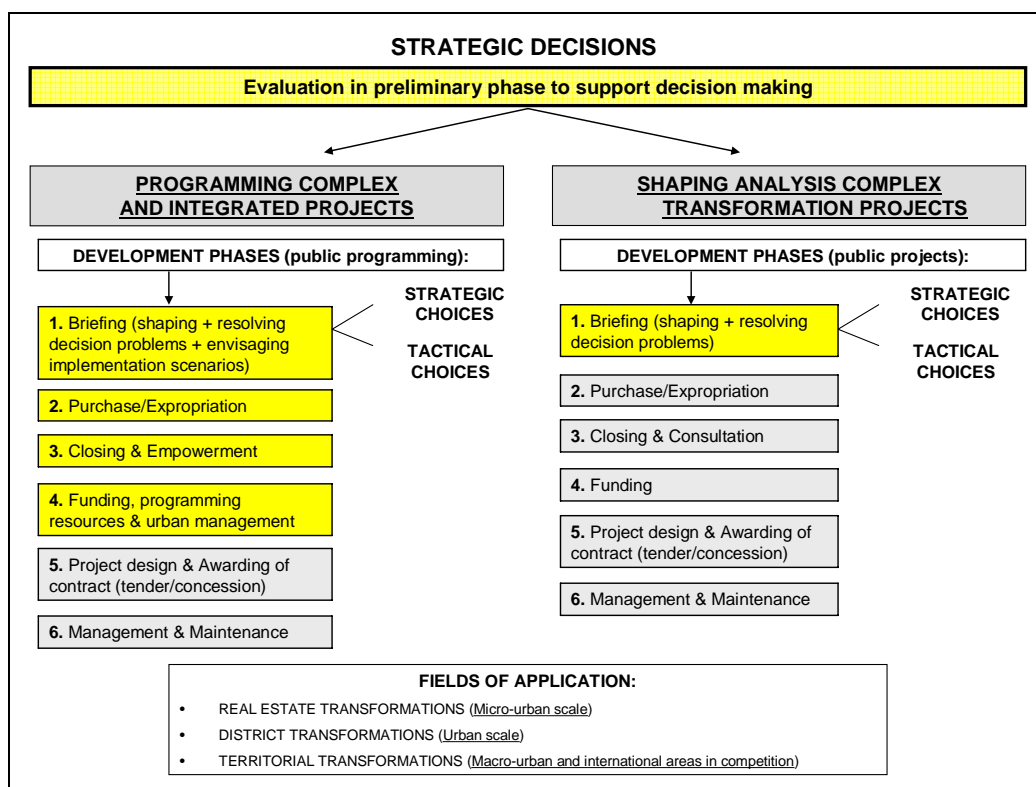 STRATEGIC DECISIONS
Evaluation in preliminary phase to support decision making
PROGRAMMING COMPLEX
AND INTEGRATED PROJECTS
DEVELOPMENT PHASES (public programming):
1. Briefing (shaping + resolving
decision problems + envisaging
implementation scenarios)
STRATEGIC
CHOICES
TACTICAL
CHOICES
2. Purchase/Expropriation
3. Closing & Empowerment
4. Funding, programming
resources & urban management
5. Project design & Awarding of
contract (tender/concession)
6. Management & Maintenance
SHAPING ANALYSIS COMPLEX
TRANSFORMATION PROJECTS
DEVELOPMENT PHASES (public projects):
1. Briefing (shaping + resolving
decision problems)
STRATEGIC
CHOICES
TACTICAL
CHOICES
2. Purchase/Expropriation
3. Closing & Consultation
4. Funding
5. Project design & Awarding of
contract (tender/concession)
6. Management & Maintenance
FIELDS OF APPLICATION:
• REAL ESTATE TRANSFORMATIONS (Micro-urban scale)
• DISTRICT TRANSFORMATIONS (Urban scale)
• TERRITORIAL TRANSFORMATIONS (Macro-urban and international areas in competition)